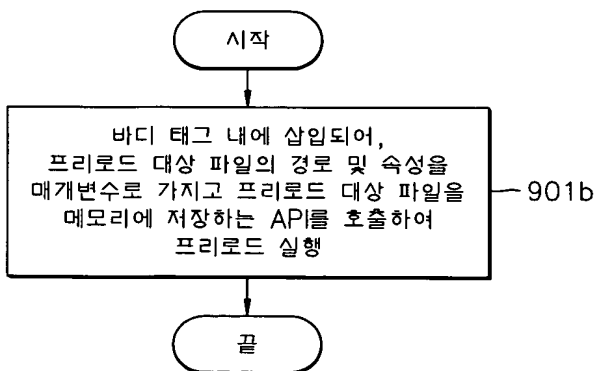 시작
바디 태그 내에 삽입되어,
프리로드 대상 파일의 경로 및 속성을
매개변수로 가지고 프리로드 대상 파일을
메모리에 저장하는 API를 호출하여
프리로드 실행
901b
끝